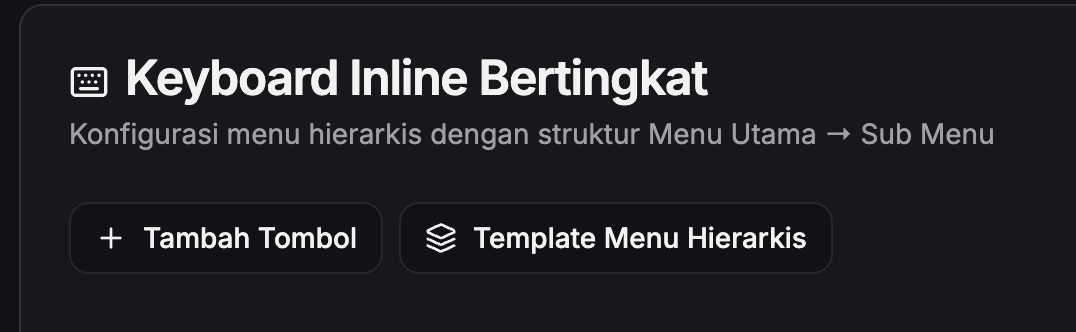 Keyboard Inline Bertingkat
Konfigurasi menu hierarkis dengan struktur Menu Utama → Sub Menu
Tambah Tombol
Template Menu Hierarkis